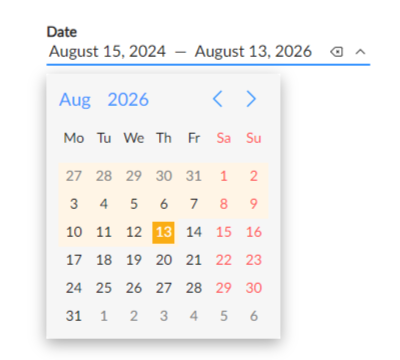 Date
August 15, 2024 — August 13, 2026
Aug 2026
Mo Tu We Th Fr Sa Su
27 28 29 30 31 1 2
3 4 5 6 7 8 9
10 11 12 13 14 15 16
17 18 19 20 21 22 23
24 25 26 27 28 29 30
31 1 2 3 4 5 6